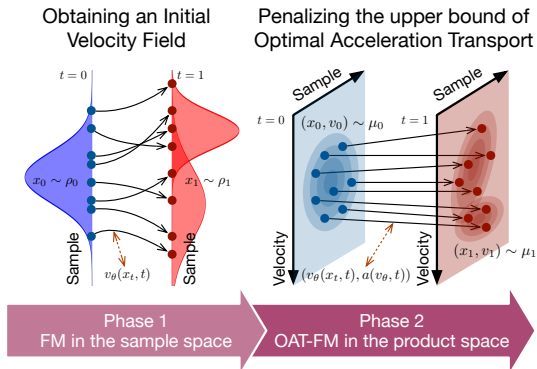 Obtaining an Initial
Velocity Field
Penalizing the upper bound of
Optimal Acceleration Transport
t = 0
t = 1
x₀ ∼ ρ₀
x₁ ∼ ρ₁
Sample
Sample
v_θ(x_t, t)
Sample
Sample
t = 0
(x₀, v₀) ∼ μ₀
t = 1
Velocity
Velocity
(x₁, v₁) ∼ μ₁
(v_θ(x_t, t), a(v_θ, t))
Phase 1
FM in the sample space
Phase 2
OAT-FM in the product space